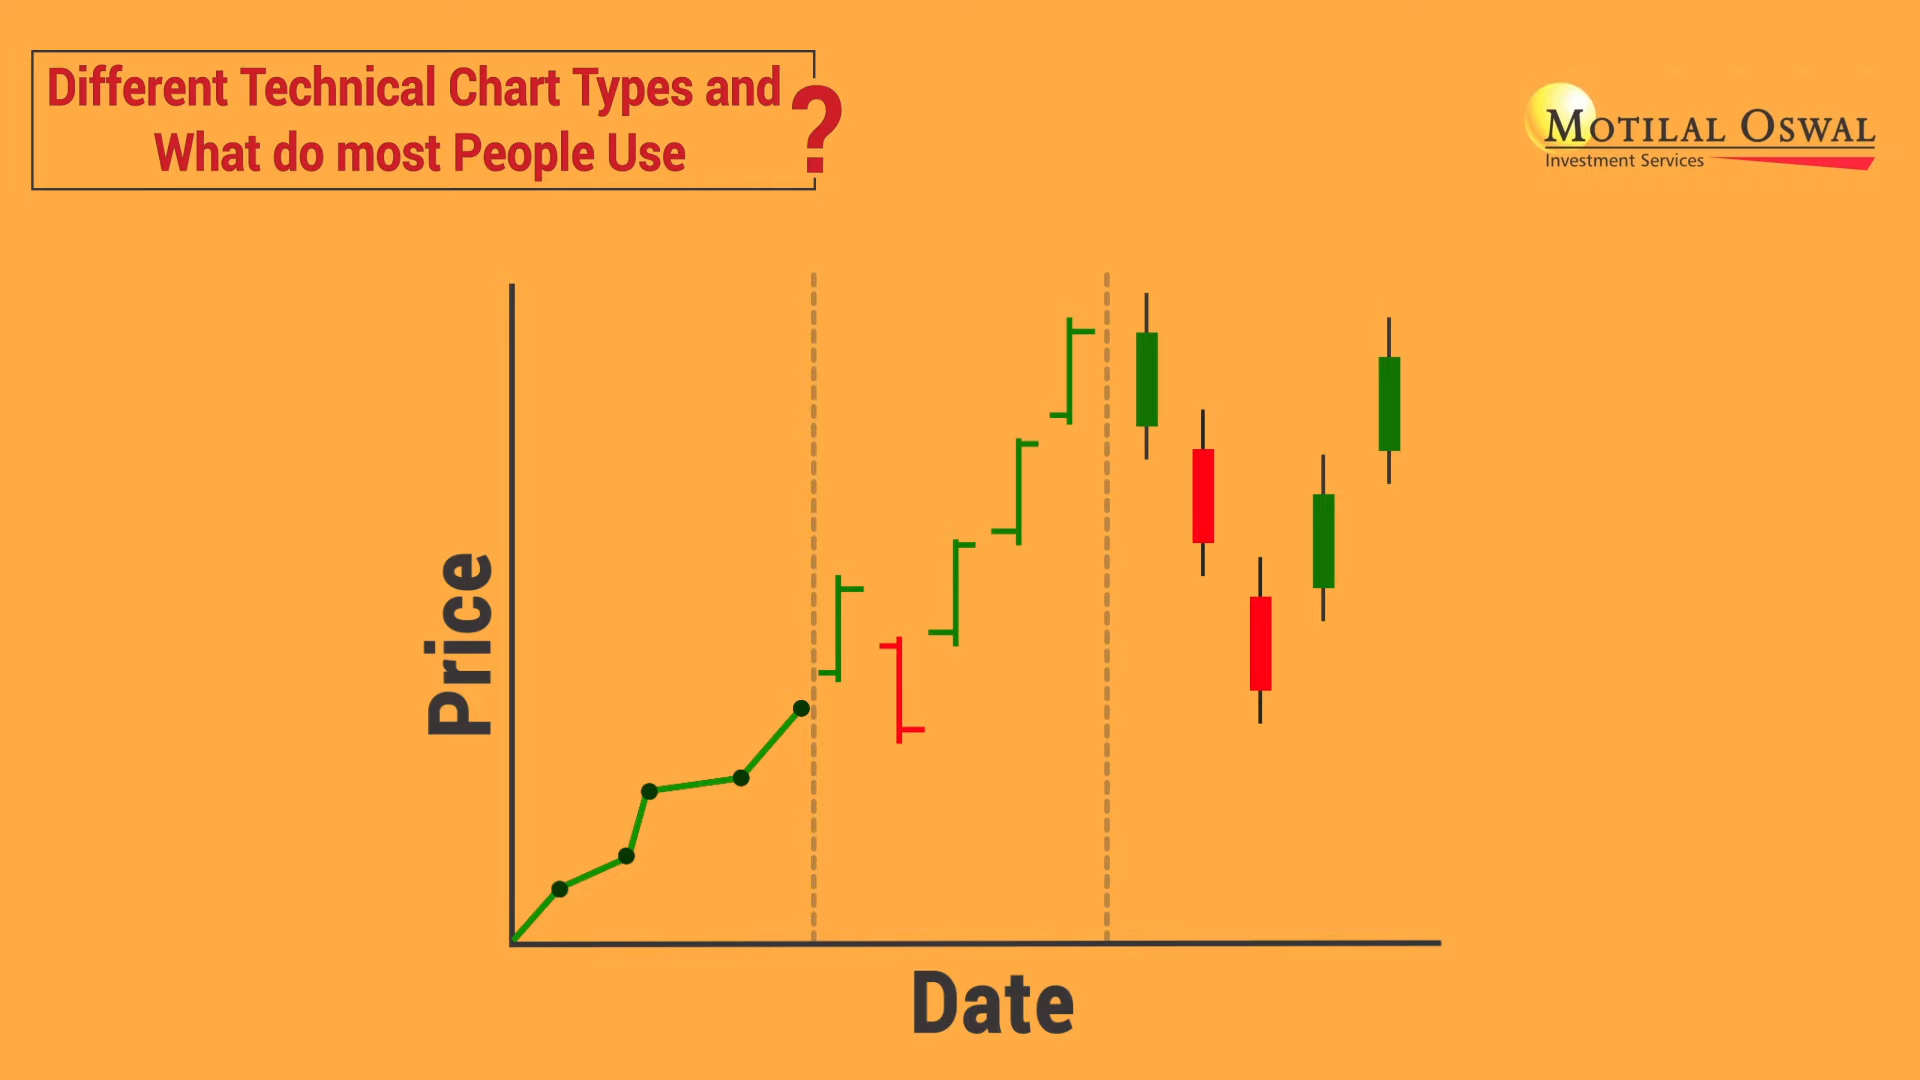 Different Technical Chart Types and
What do most People Use
?
MOTILAL OSWAL
Investment Services
Price
Date